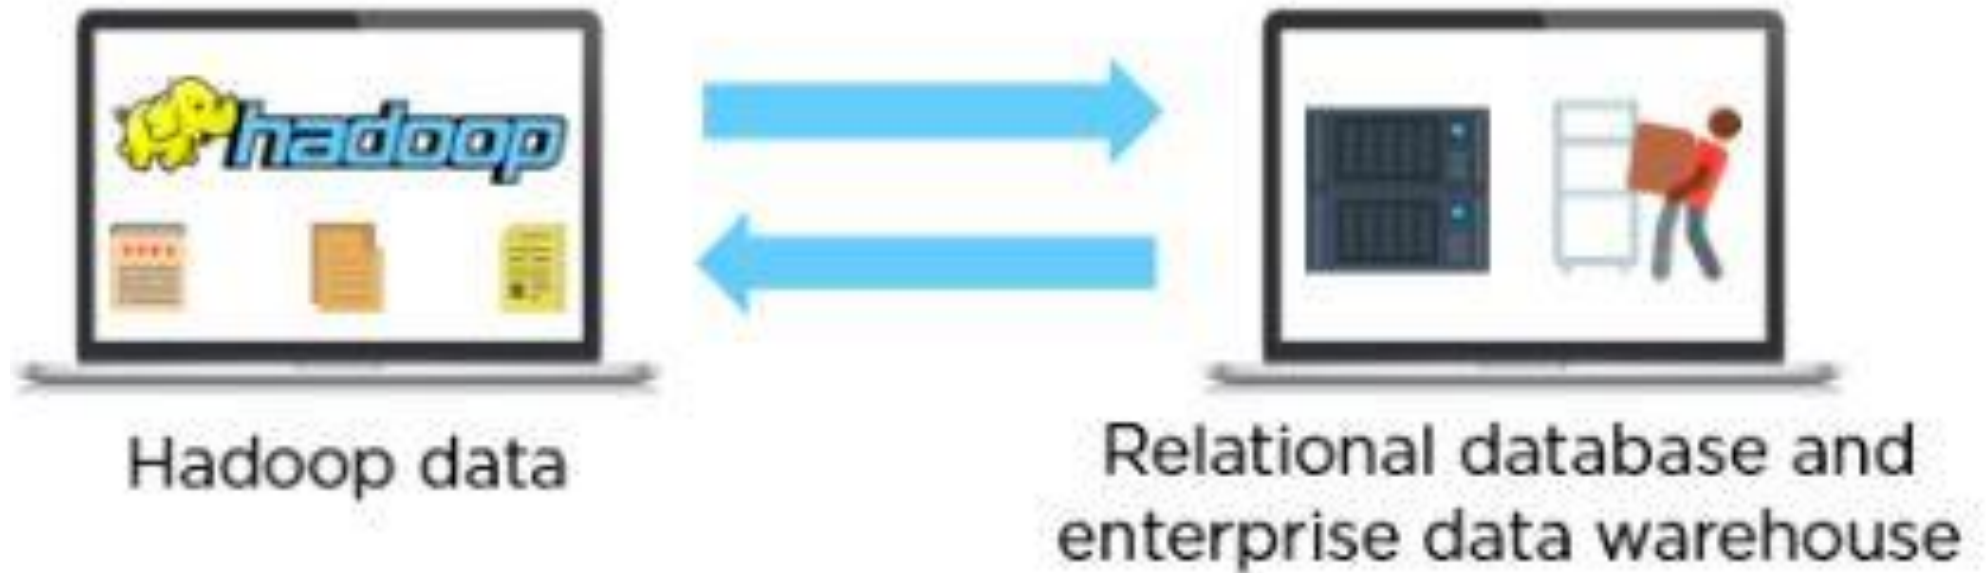 hadoop
Hadoop data
Relational database and
enterprise data warehouse